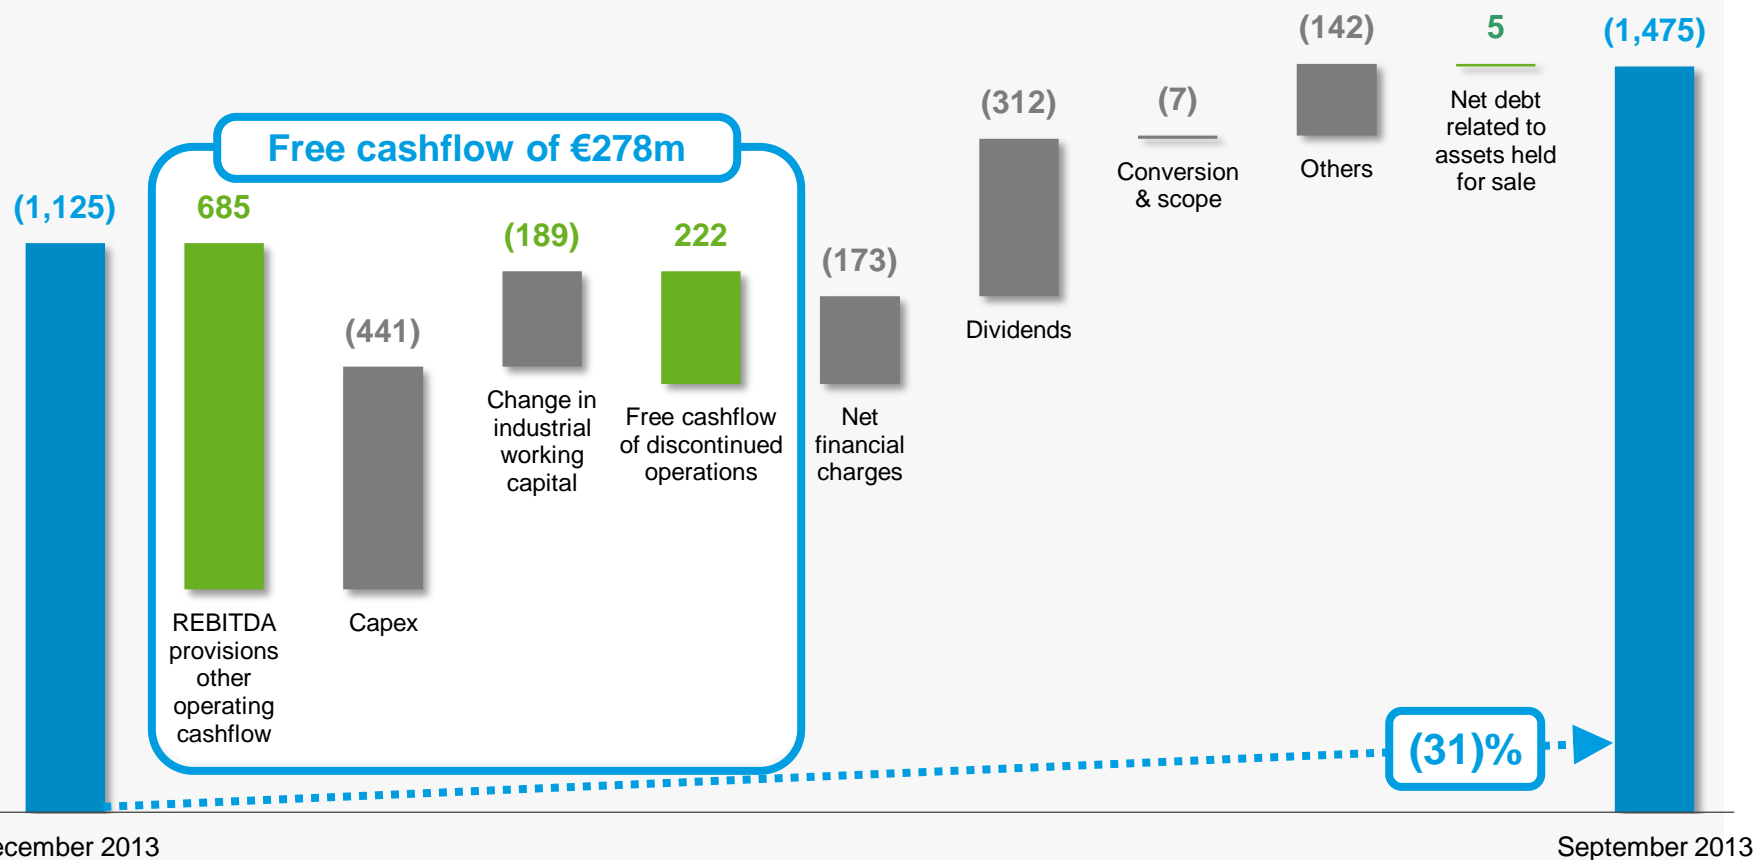 (1,125)
Free cashflow of €278m
685
REBITDA
provisions
other
operating
cashflow
(441)
Capex
(189)
Change in
industrial
working
capital
222
Free cashflow
of discontinued
operations
(173)
Net
financial
charges
(312)
Dividends
(7)
Conversion
& scope
(142)
Others
5
Net debt
related to
assets held
for sale
(1,475)
(31)%
ecember 2013
September 2013